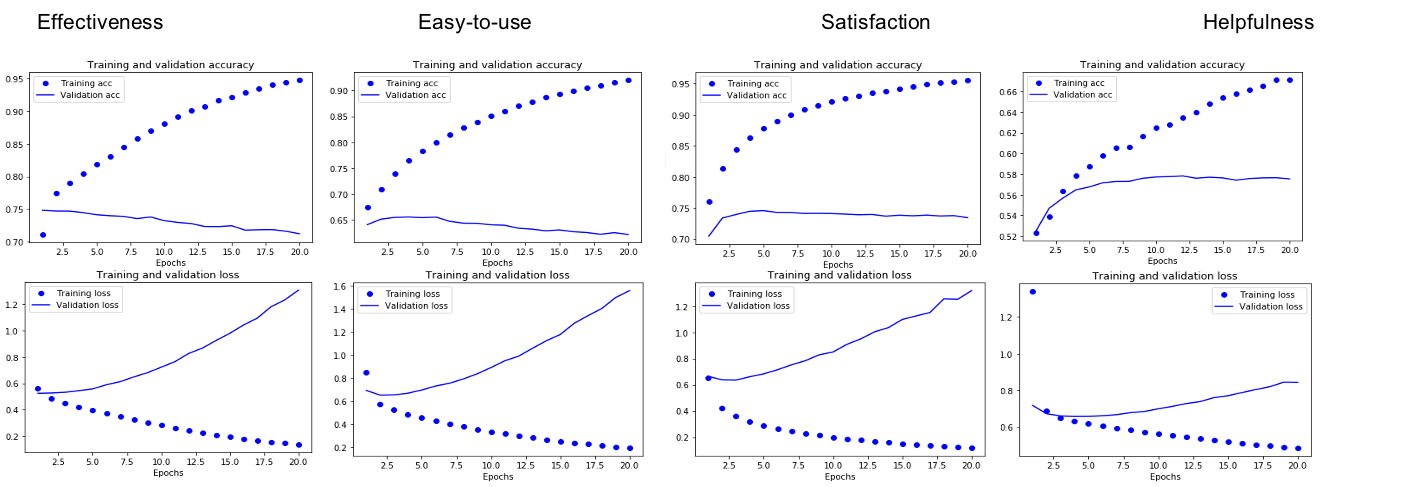 Effectiveness
Easy-to-use
Satisfaction
Helpfulness
Training and validation accuracy
Training acc
Validation acc
0.95
0.90
0.85
0.80
0.75
0.70
2.5 5.0 7.5 10.0 12.5 15.0 17.5 20.0
Epochs
Training and validation accuracy
Training acc
Validation acc
0.90
0.85
0.80
0.75
0.70
0.65
2.5 5.0 7.5 10.0 12.5 15.0 17.5 20.0
Epochs
Training and validation accuracy
Training acc
Validation acc
0.95
0.90
0.85
0.80
0.75
0.70
2.5 5.0 7.5 10.0 12.5 15.0 17.5 20.0
Epochs
Training and validation accuracy
Training acc
Validation acc
0.66
0.64
0.62
0.60
0.58
0.56
0.54
0.52
2.5 5.0 7.5 10.0 12.5 15.0 17.5 20.0
Epochs
Training and validation loss
Training loss
Validation loss
1.2
1.0
0.8
0.6
0.4
0.2
2.5 5.0 7.5 10.0 12.5 15.0 17.5 20.0
Epochs
Training and validation loss
Training loss
Validation loss
1.6
1.4
1.2
1.0
0.8
0.6
0.4
0.2
2.5 5.0 7.5 10.0 12.5 15.0 17.5 20.0
Epochs
Training and validation loss
Training loss
Validation loss
1.2
1.0
0.8
0.6
0.4
0.2
2.5 5.0 7.5 10.0 12.5 15.0 17.5 20.0
Epochs
Training and validation loss
Training loss
Validation loss
1.2
1.0
0.8
0.6
2.5 5.0 7.5 10.0 12.5 15.0 17.5 20.0
Epochs